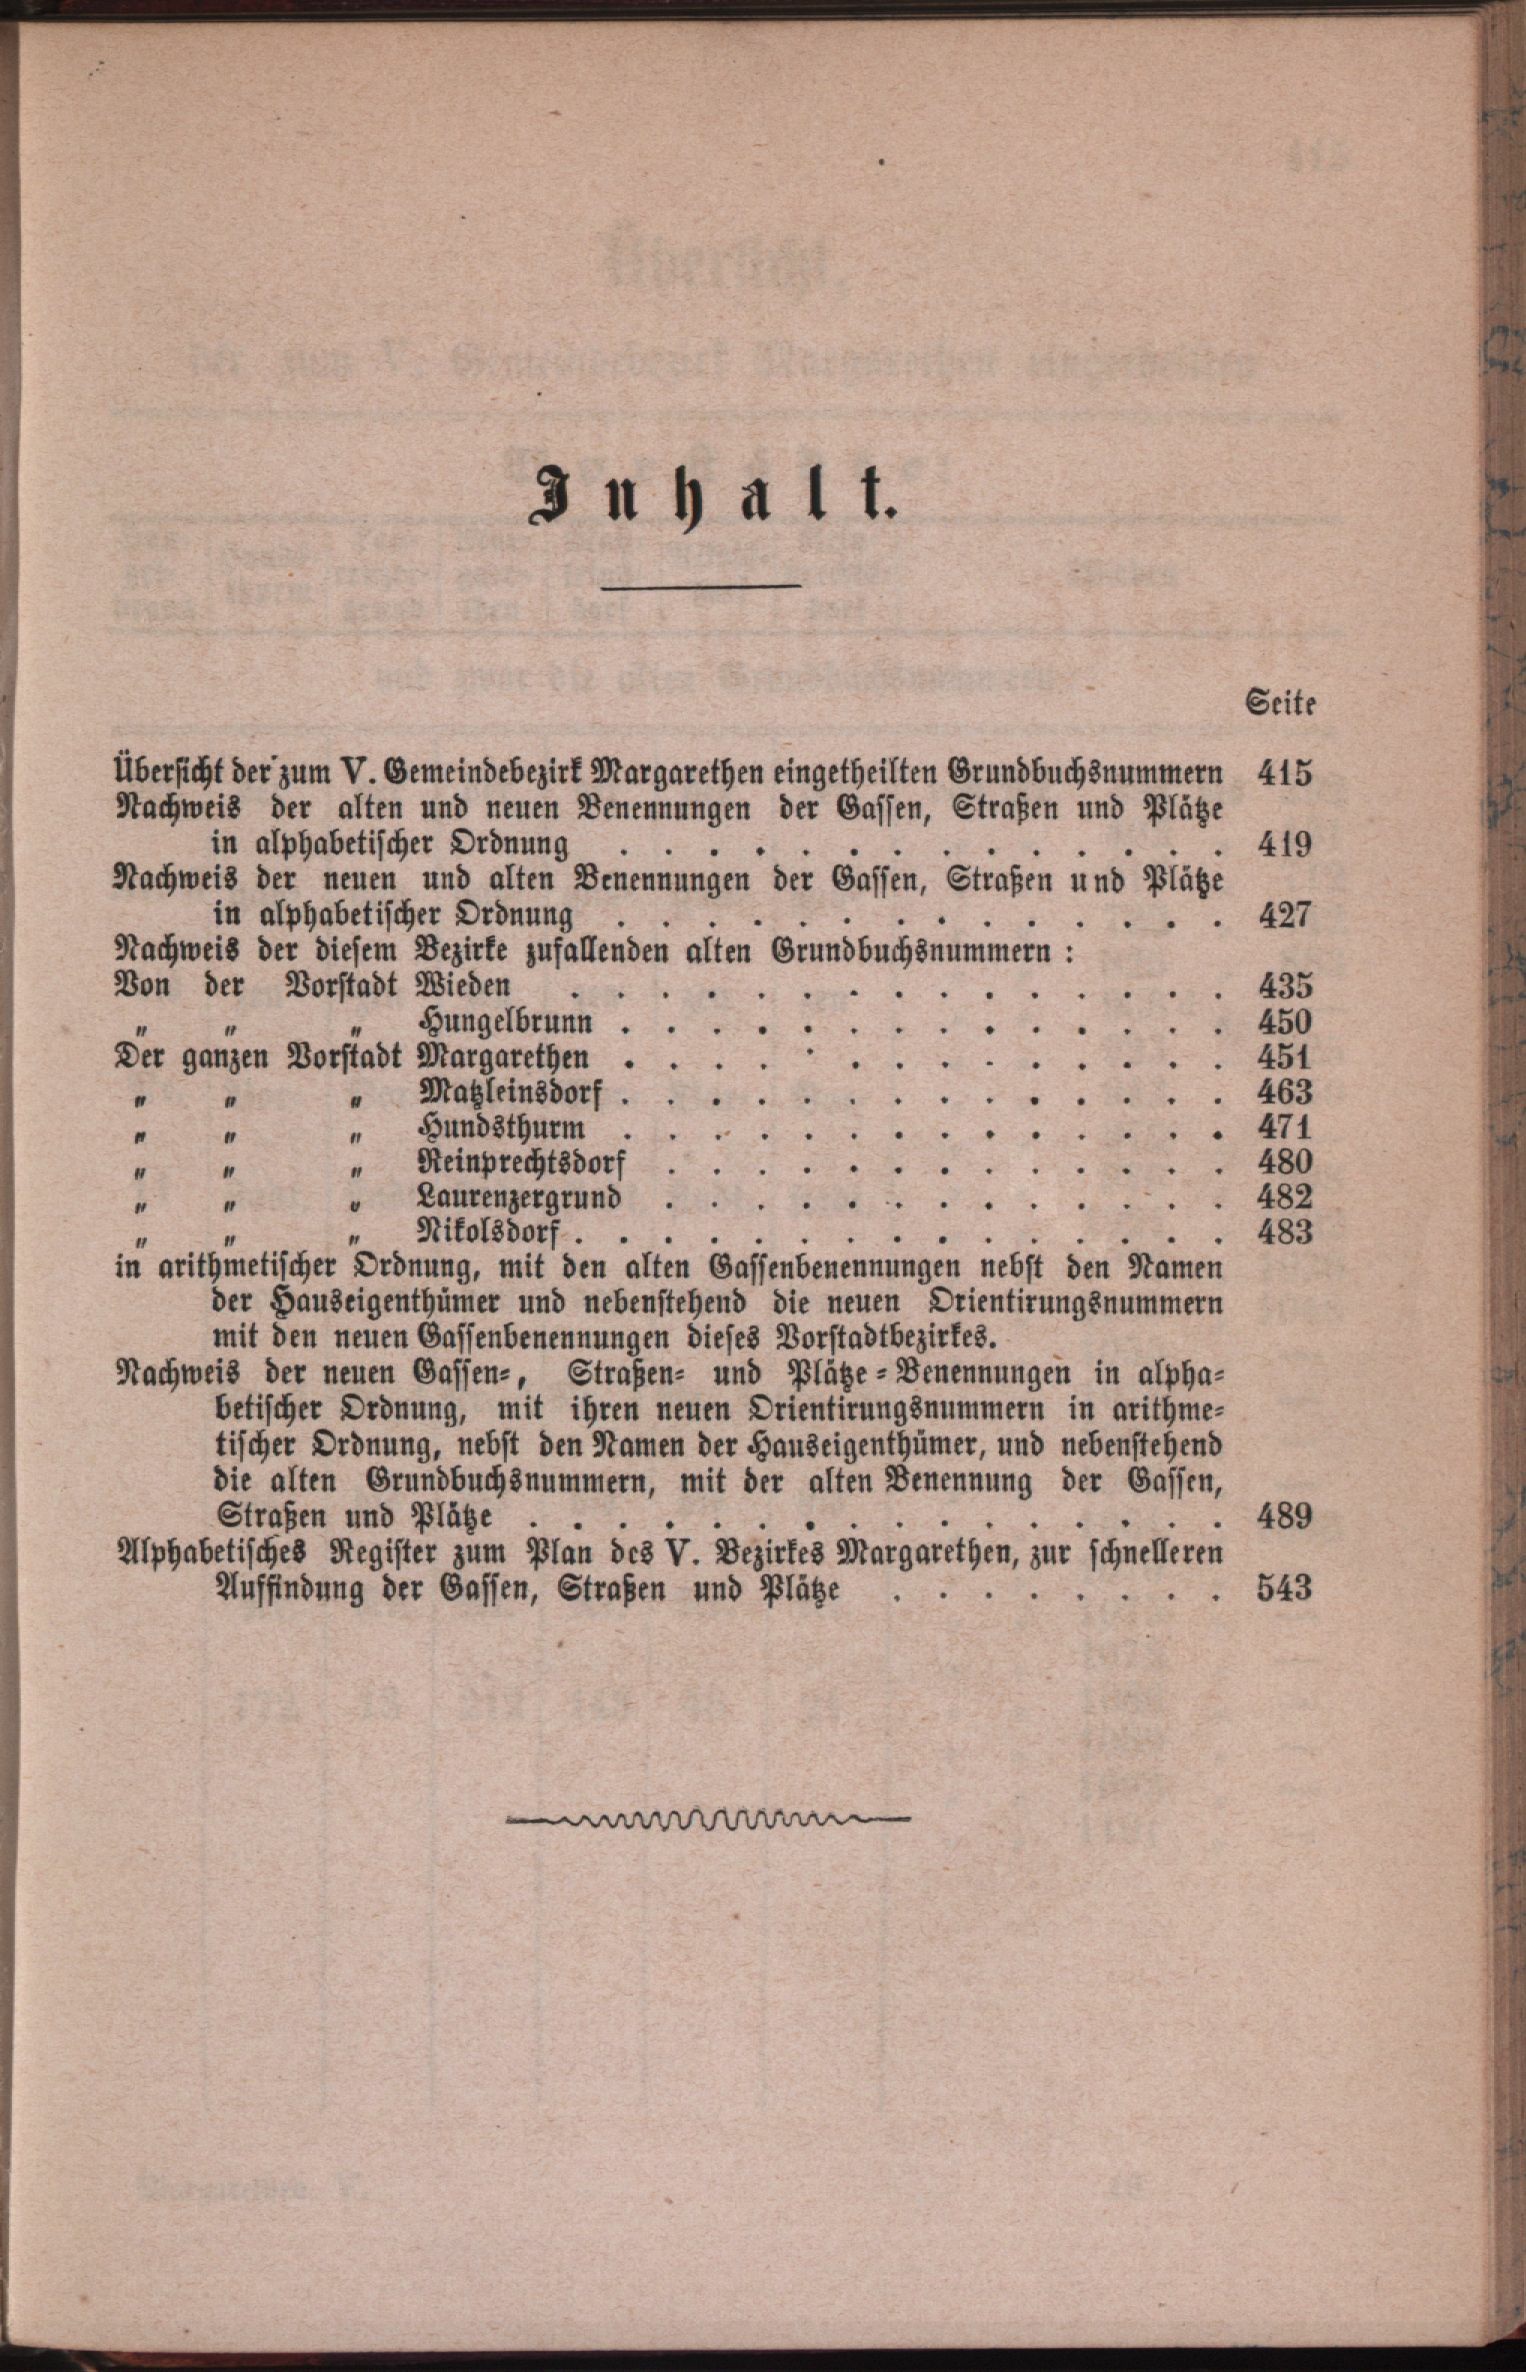 Inhalt.
Seite
Übersicht der zum V. Gemeindebezirk Margarethen eingetheilten Grundbuchsnummern 415
Nachweis der alten und neuen Benennungen der Gassen, Straßen und Plätze
in alphabetischer Ordnung . . . . . . . . . . . . . . 419
Nachweis der neuen und alten Benennungen der Gassen, Straßen und Plätze
in alphabetischer Ordnung . . . . . . . . . . . . . . 427
Nachweis der diesem Bezirke zufallenden alten Grundbuchsnummern :
Von der Vorstadt Wieden . . . . . . . . . . . . . . . 435
" " " Hungelbrunn . . . . . . . . . . . . . . 450
Der ganzen Vorstadt Margarethen . . . . . . . . . . . . . 451
" " " Matzleinsdorf . . . . . . . . . . . . . . 463
" " " Hundsthurm . . . . . . . . . . . . . . 471
" " " Reinprechtsdorf . . . . . . . . . . . . . 480
" " " Laurenzergrund . . . . . . . . . . . . . 482
" " " Nikolsdorf . . . . . . . . . . . . . . . 483
in arithmetischer Ordnung, mit den alten Gassenbenennungen nebst den Namen
der Hauseigenthümer und nebenstehend die neuen Orientirungsnummern
mit den neuen Gassenbenennungen dieses Vorstadtbezirkes.
Nachweis der neuen Gassen-, Straßen- und Plätze-Benennungen in alpha-
betischer Ordnung, mit ihren neuen Orientirungsnummern in arithme-
tischer Ordnung, nebst den Namen der Hauseigenthümer, und nebenstehend
die alten Grundbuchsnummern, mit der alten Benennung der Gassen,
Straßen und Plätze . . . . . . . . . . . . . . . . 489
Alphabetisches Register zum Plan des V. Bezirkes Margarethen, zur schnelleren
Auffindung der Gassen, Straßen und Plätze . . . . . . . . 543